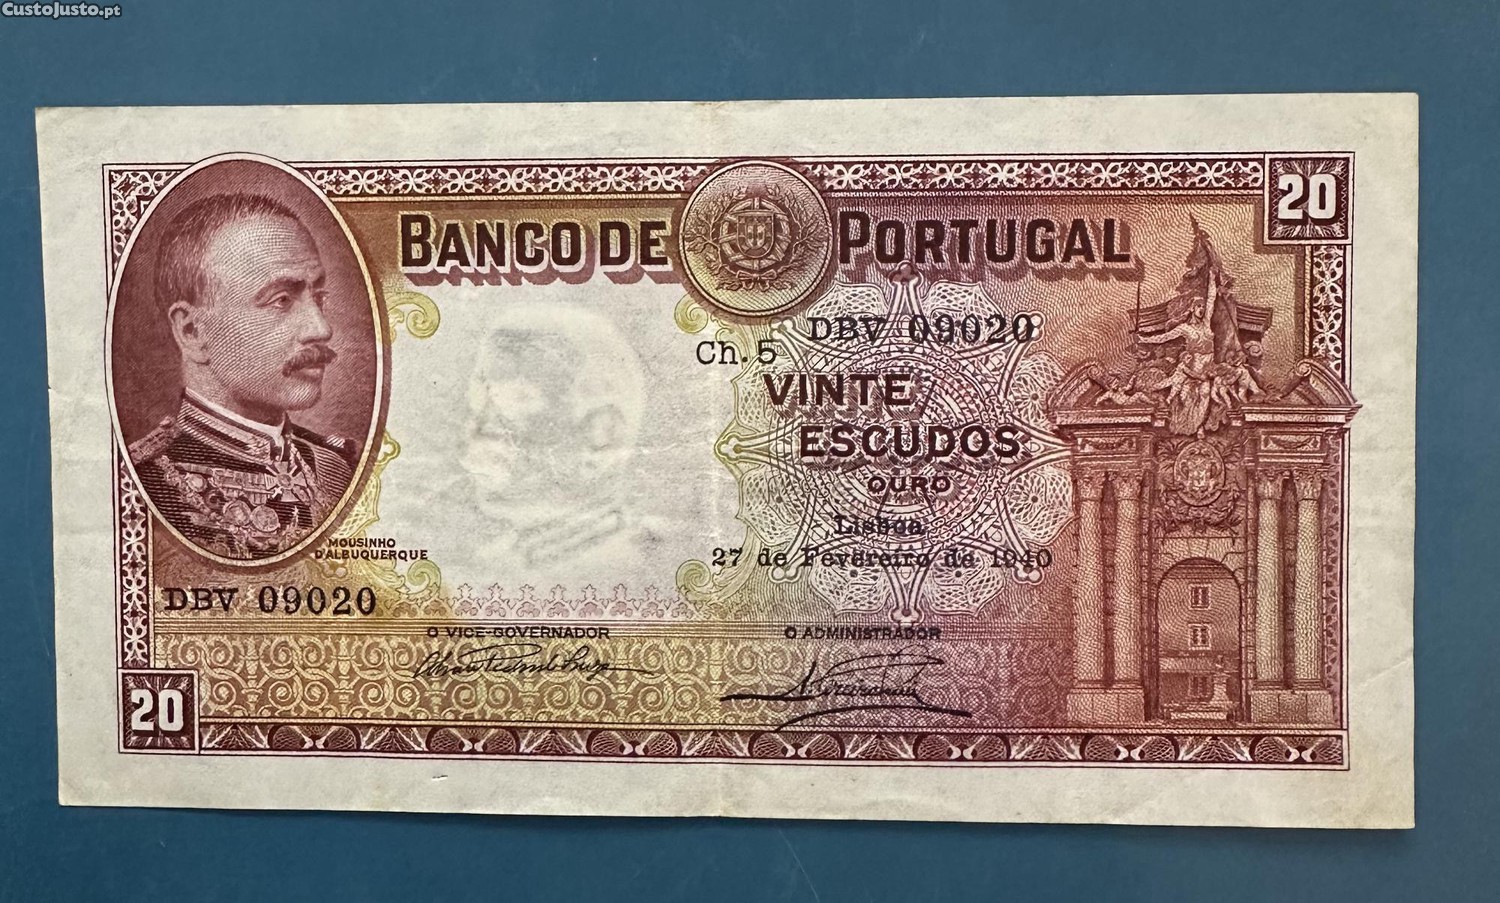 CustoJusto.pt
20
BANCO DE PORTUGAL
DBV 09020
Ch. 5
VINTE
ESCUDOS
OURO
Lisboa
27 de Fevereiro de 1940
MOUSINHO
D'ALBUQUERQUE
DBV 09020
O VICE-GOVERNADOR
O ADMINISTRADOR
20